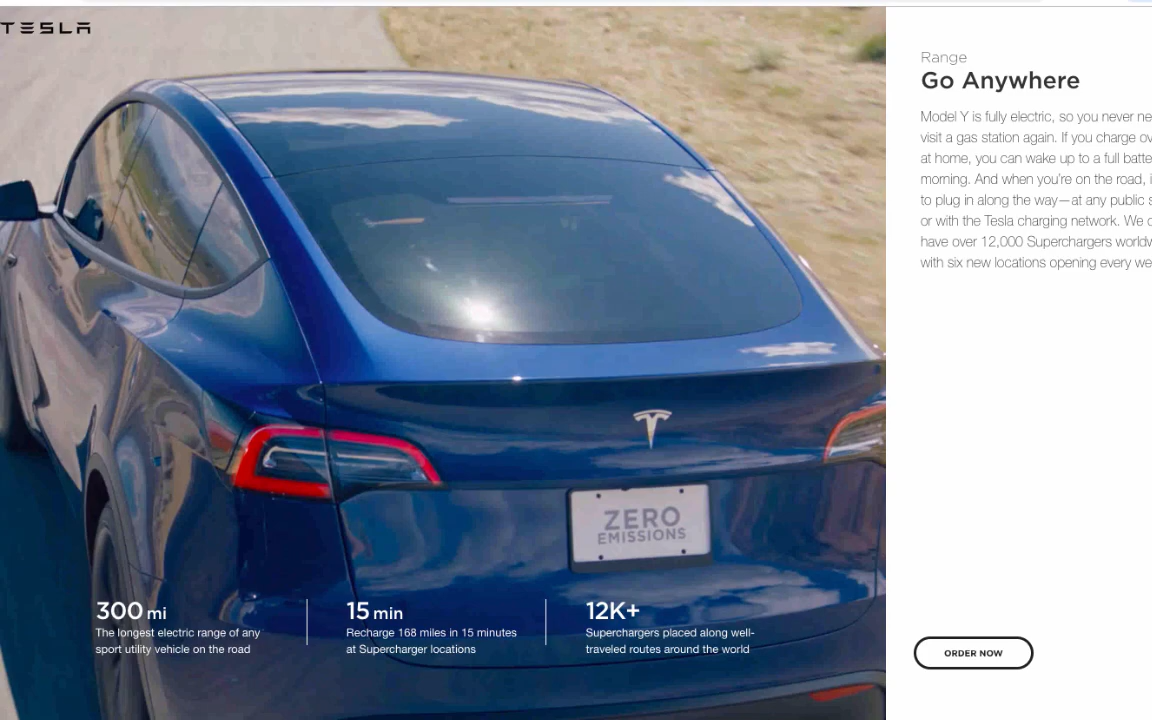 TESLA
Range
Go Anywhere
Model Y is fully electric, so you never ne
visit a gas station again. If you charge ov
at home, you can wake up to a full batte
morning. And when you're on the road, i
to plug in along the way—at any public s
or with the Tesla charging network. We c
have over 12,000 Superchargers worldw
with six new locations opening every we
ZERO
EMISSIONS
300 mi
The longest electric range of any
sport utility vehicle on the road
15 min
Recharge 168 miles in 15 minutes
at Supercharger locations
12K+
Superchargers placed along well-
traveled routes around the world
ORDER NOW